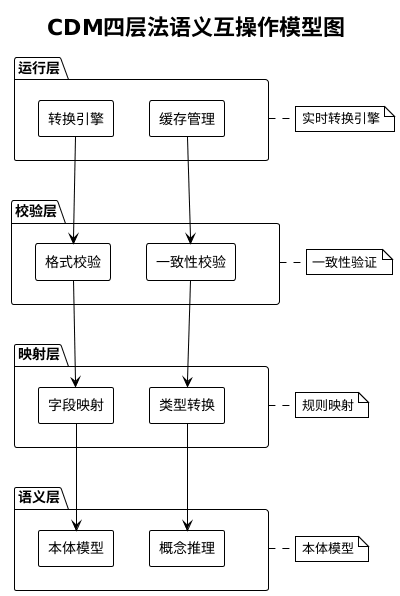 CDM四层法语义互操作模型图
运行层
转换引擎
缓存管理
实时转换引擎
校验层
格式校验
一致性校验
一致性验证
映射层
字段映射
类型转换
规则映射
语义层
本体模型
概念推理
本体模型